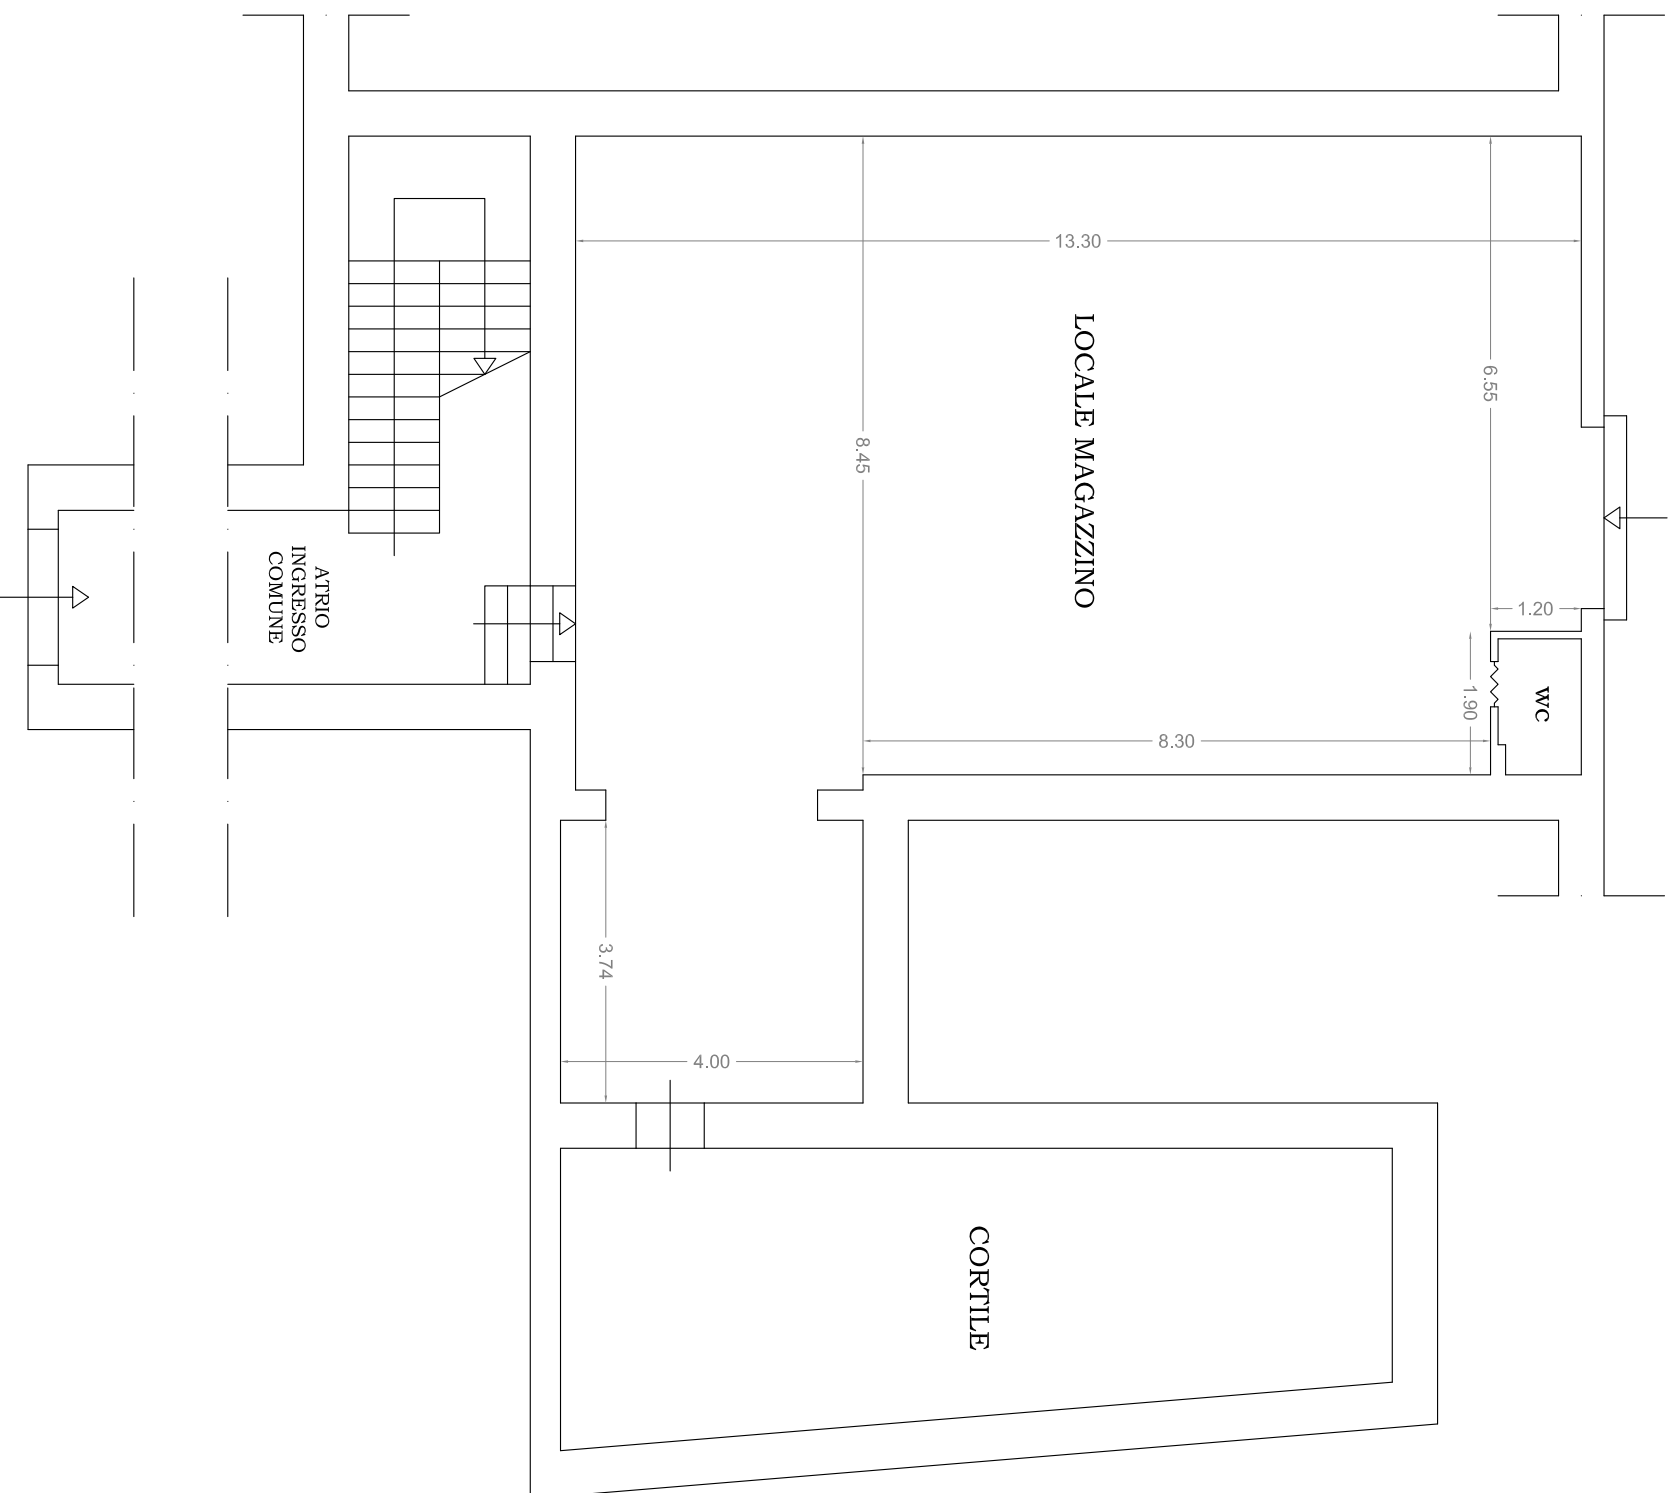 13.30
6.55
LOCALE MAGAZZINO
8.45
ATRIO
INGRESSO
COMUNE
1.20
1.90
WC
8.30
3.74
4.00
CORTILE